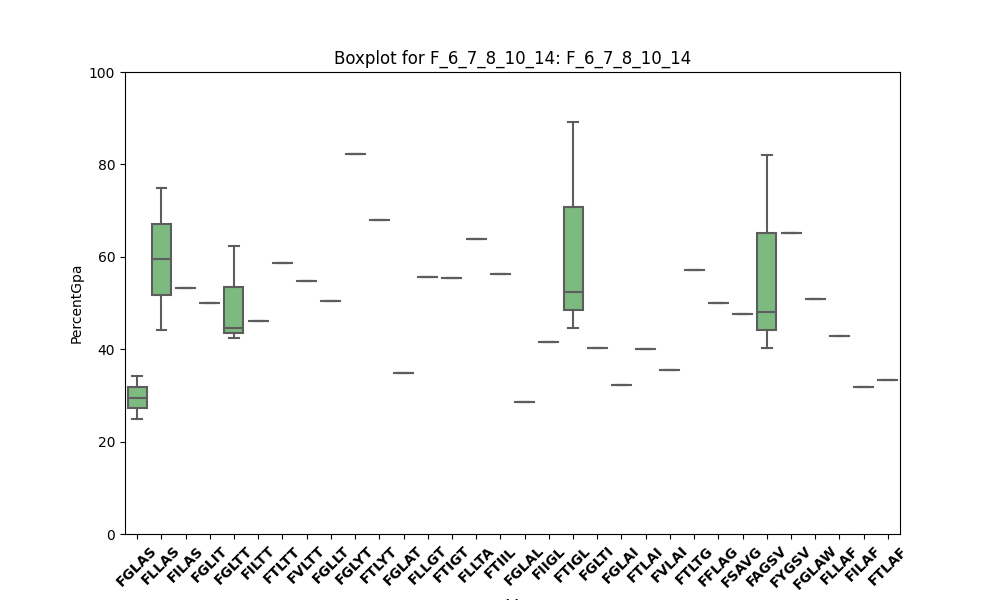 Boxplot for F_6_7_8_10_14: F_6_7_8_10_14
PercentGpa
100
80
60
40
20
0
FGLAS
FLLAS
FILAS
FGLIT
FGLTT
FILTT
FTLTT
FVLTT
FGLLT
FGLYT
FTLYT
FGLAT
FLLGT
FTIGT
FLLTA
FTIIL
FGLAL
FIIGL
FTIGL
FGLTI
FGLAI
FTLAI
FVLAI
FTLTG
FFLAG
FSAVG
FAGSV
FYGSV
FGLAW
FLLAF
FILAF
FTLAF